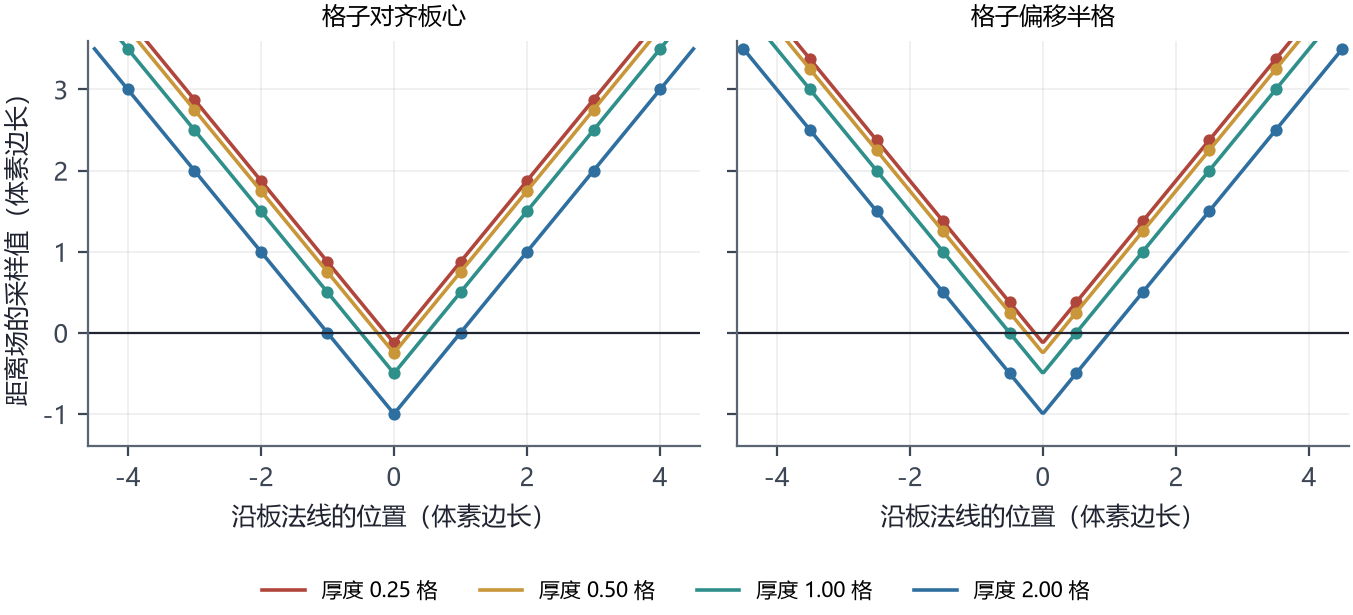 格子对齐板心
格子偏移半格
距离场的采样值（体素边长）
3
2
1
0
-1
-4
-2
0
2
4
-4
-2
0
2
4
沿板法线的位置（体素边长）
沿板法线的位置（体素边长）
厚度 0.25 格
厚度 0.50 格
厚度 1.00 格
厚度 2.00 格